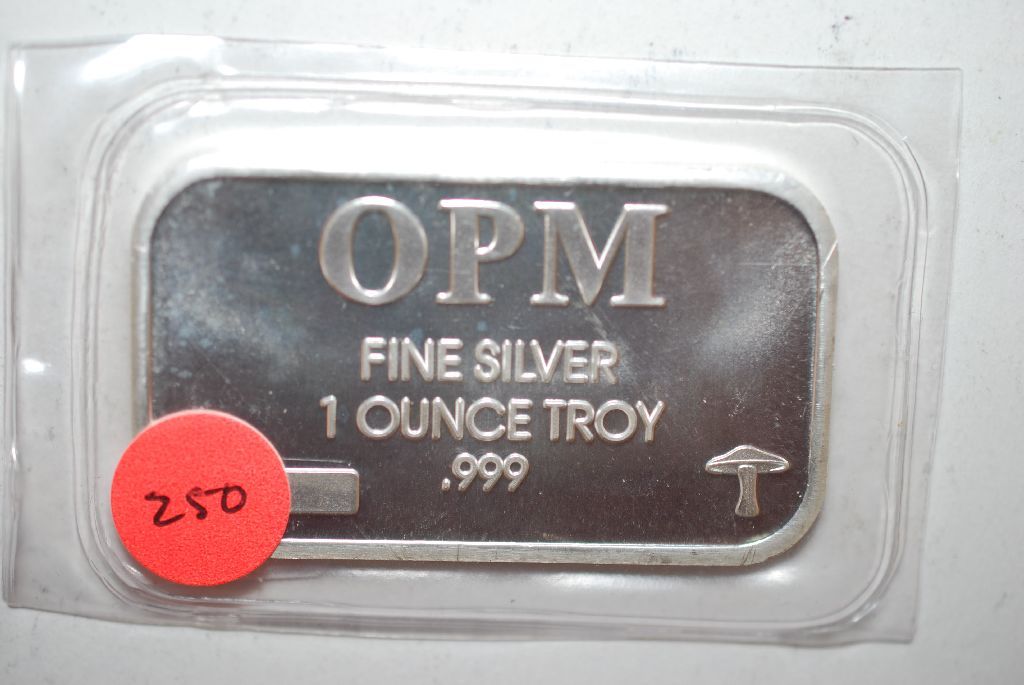 OPM
FINE SILVER
1 OUNCE TROY
.999
250